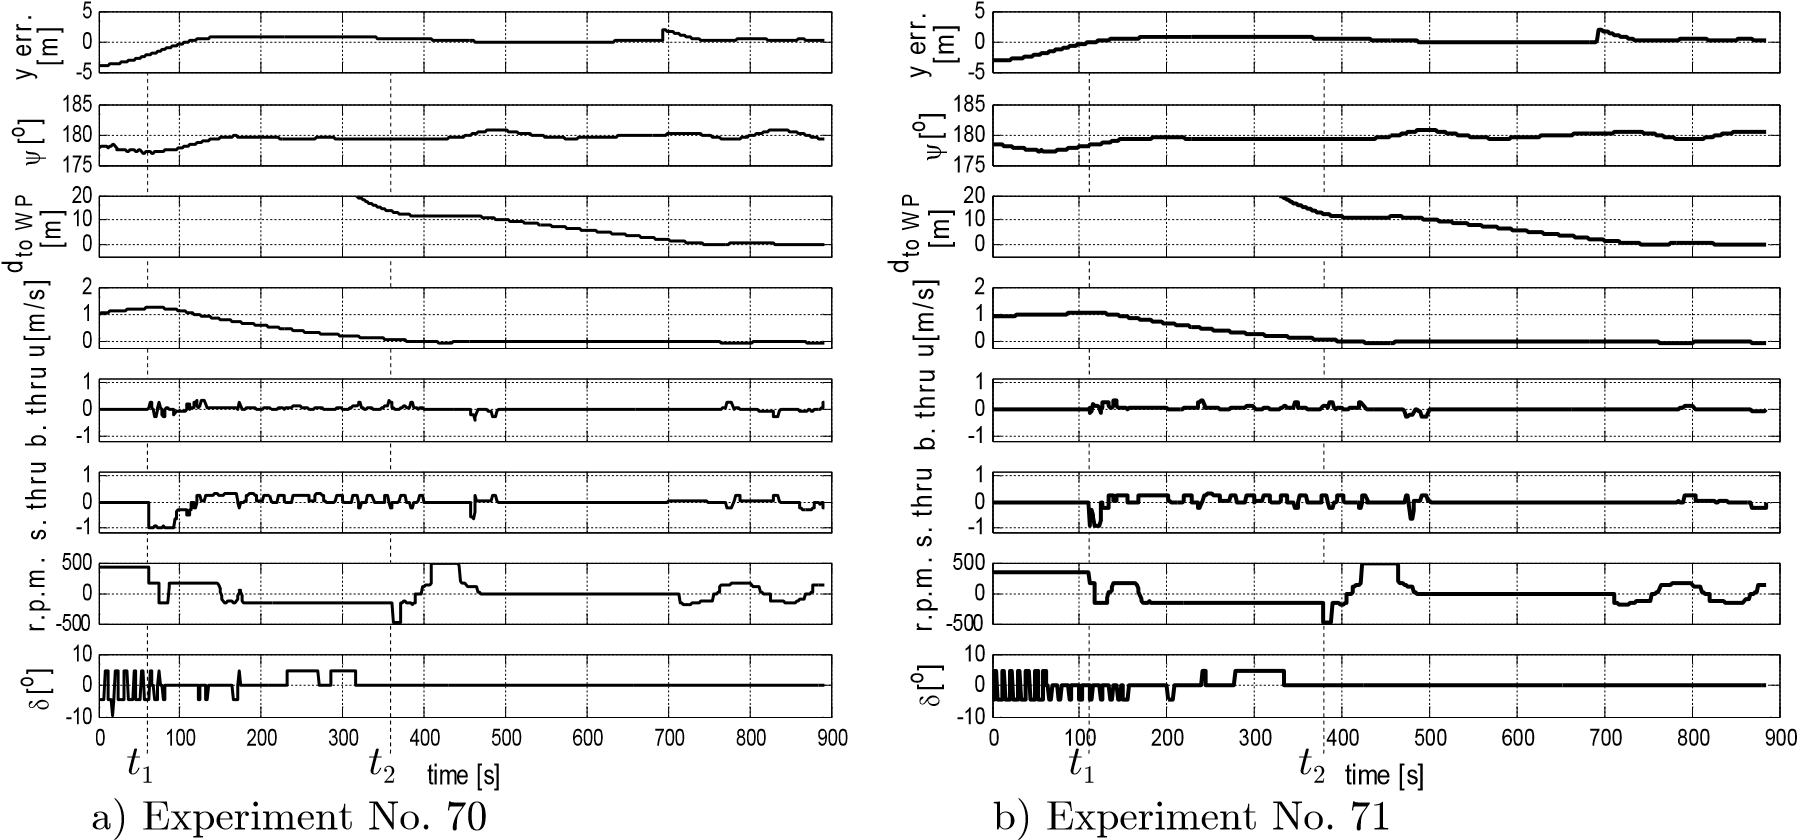 y err.
[m]
5
0
-5
ψ[°]
185
180
175
d to WP
[m]
20
10
0
u[m/s]
2
1
0
b. thru
1
0
-1
s. thru
1
0
-1
r.p.m.
500
0
-500
δ[°]
10
0
-10
0 100 200 300 400 500 600 700 800 900
t1 t2 time [s]
a) Experiment No. 70
y err.
[m]
5
0
-5
ψ[°]
185
180
175
d to WP
[m]
20
10
0
u[m/s]
2
1
0
b. thru
1
0
-1
s. thru
1
0
-1
r.p.m.
500
0
-500
δ[°]
10
0
-10
0 100 200 300 400 500 600 700 800 900
t1 t2 time [s]
b) Experiment No. 71